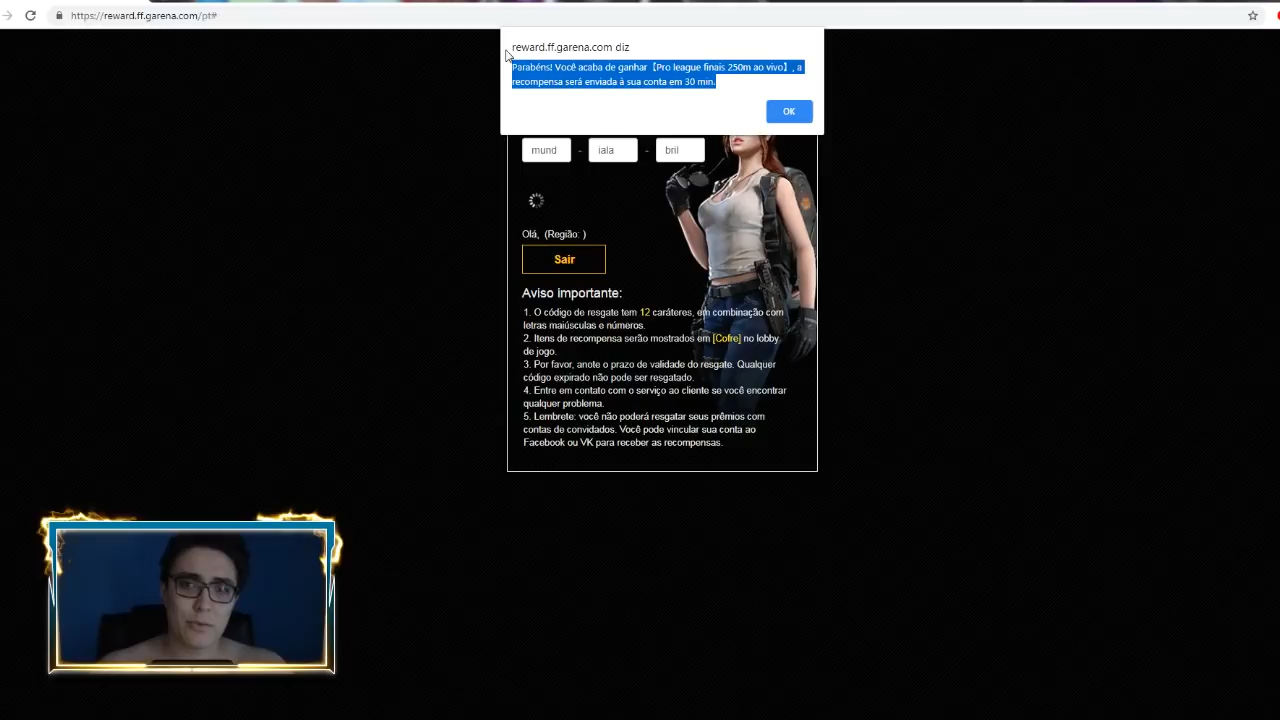 https://reward.ff.garena.com/pt#
reward.ff.garena.com diz
Parabéns! Você acaba de ganhar【Pro league finais 250m ao vivo】, a
recompensa será enviada á sua conta em 30 min.
OK
mund - iala - bril
Olá, (Região: )
Sair
Aviso importante:
1. O código de resgate tem 12 caráteres, em combinação com
letras maiúsculas e números.
2. Itens de recompensa serão mostrados em [Cofre] no lobby
de jogo.
3. Por favor, anote o prazo de validade do resgate. Qualquer
código expirado não pode ser resgatado.
4. Entre em contato com o serviço ao cliente se você encontrar
qualquer problema.
5. Lembrete: você não poderá resgatar seus prêmios com
contas de convidados. Você pode vincular sua conta ao
Facebook ou VK para receber as recompensas.